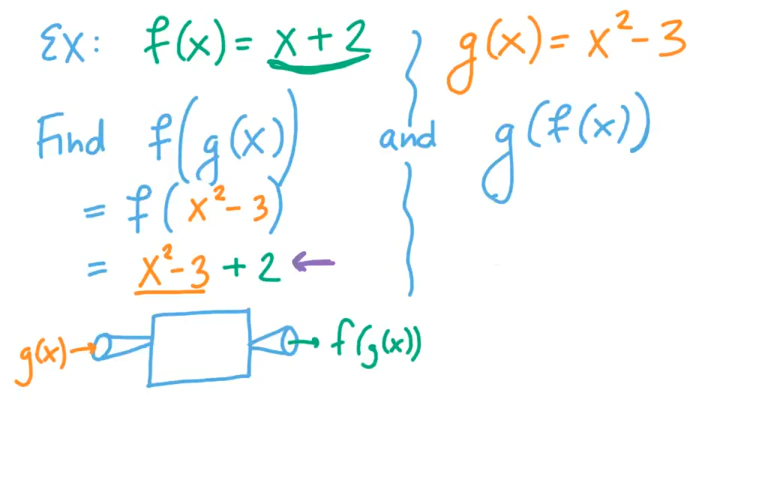 Ex: f(x) = x + 2 g(x) = x² - 3
Find f(g(x)) and g(f(x))
= f(x² - 3)
= x² - 3 + 2 ←
g(x) → → f(g(x))